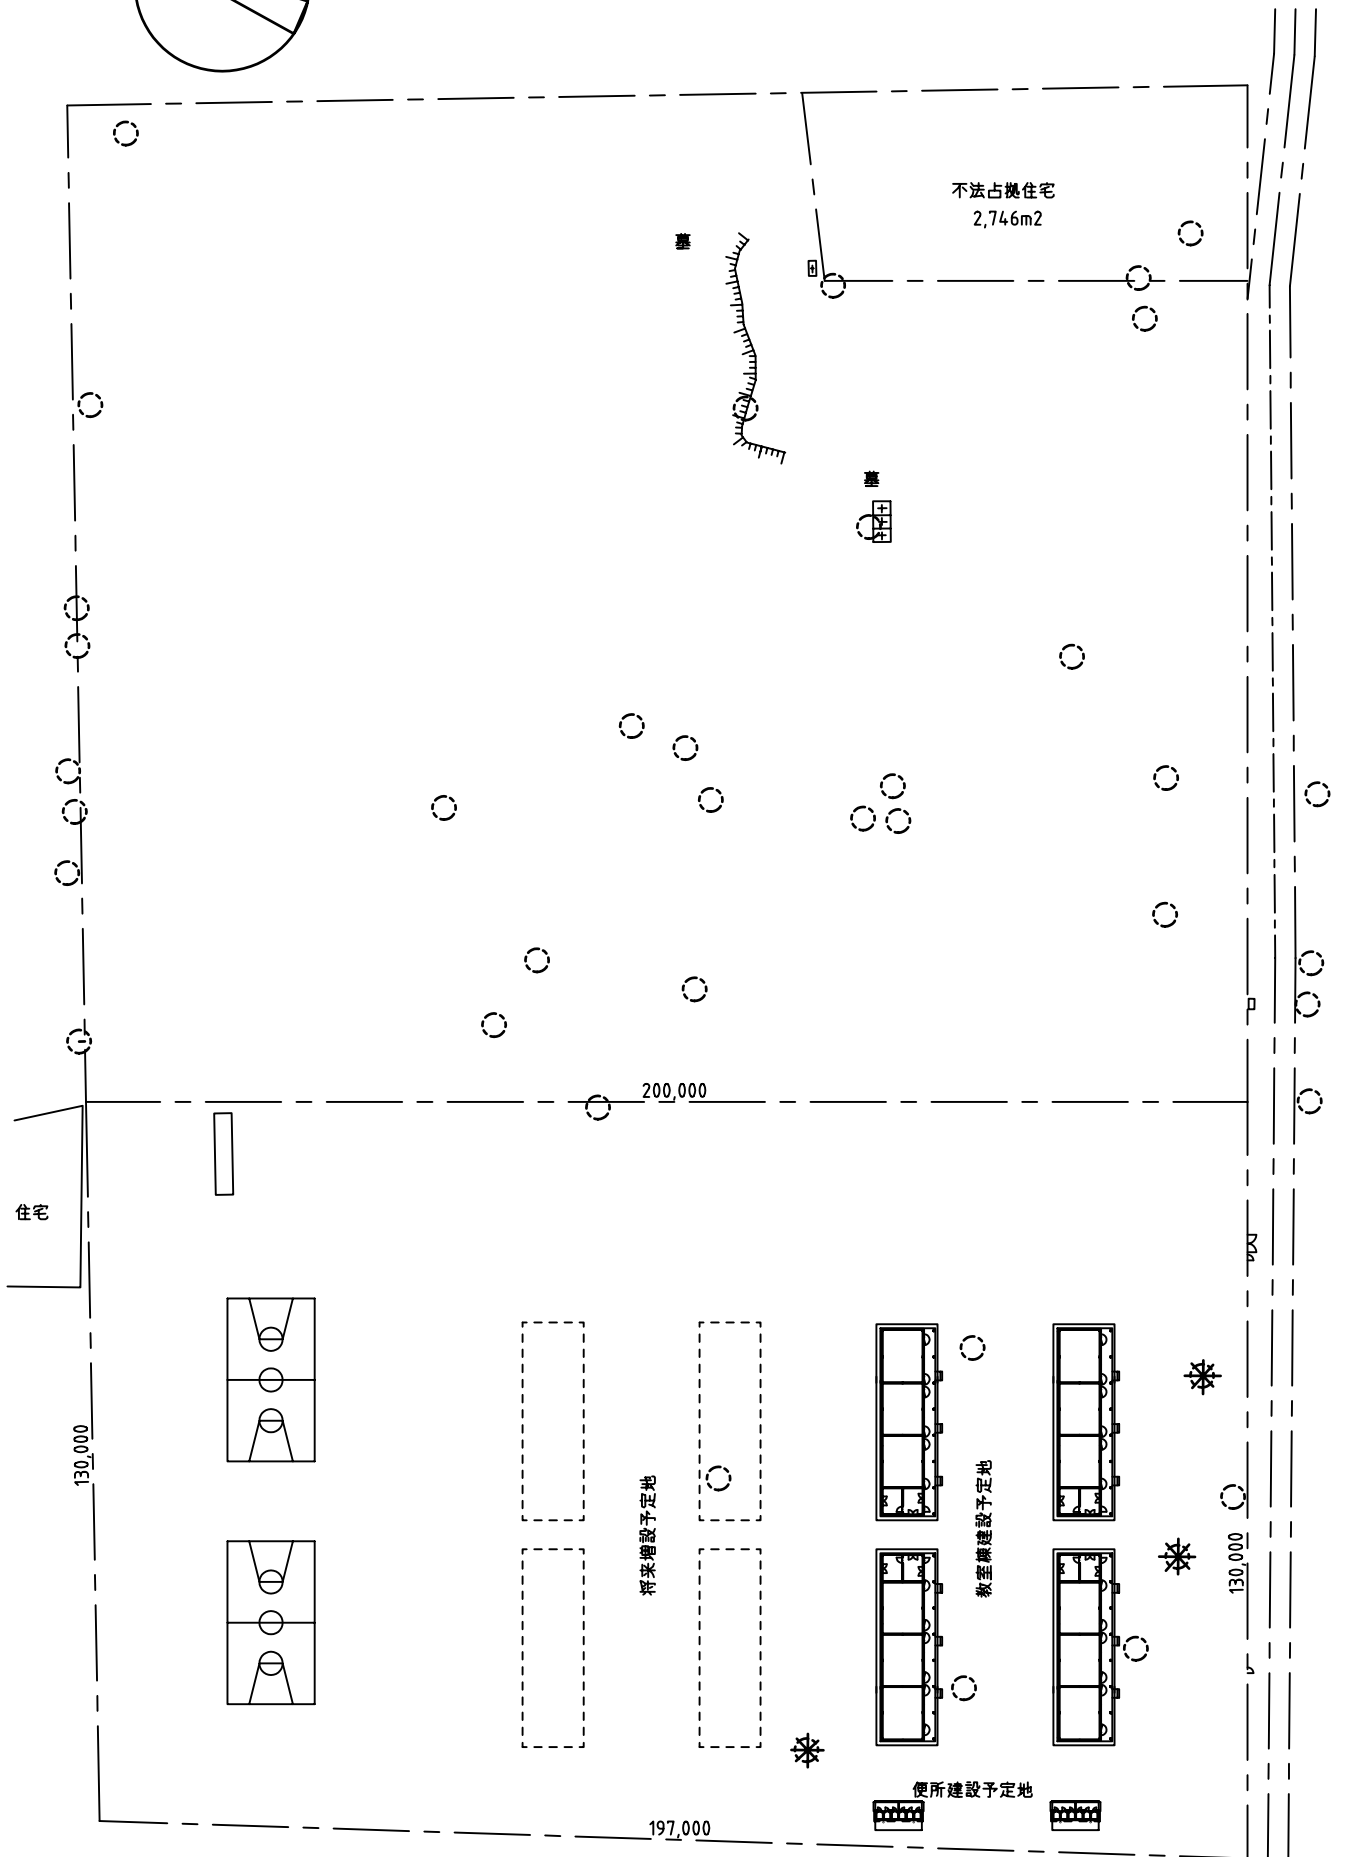 不法占拠住宅
2,746m2
墓
墓
200,000
住宅
130,000
将来増設予定地
教室棟建設予定地
130,000
便所建設予定地
197,000